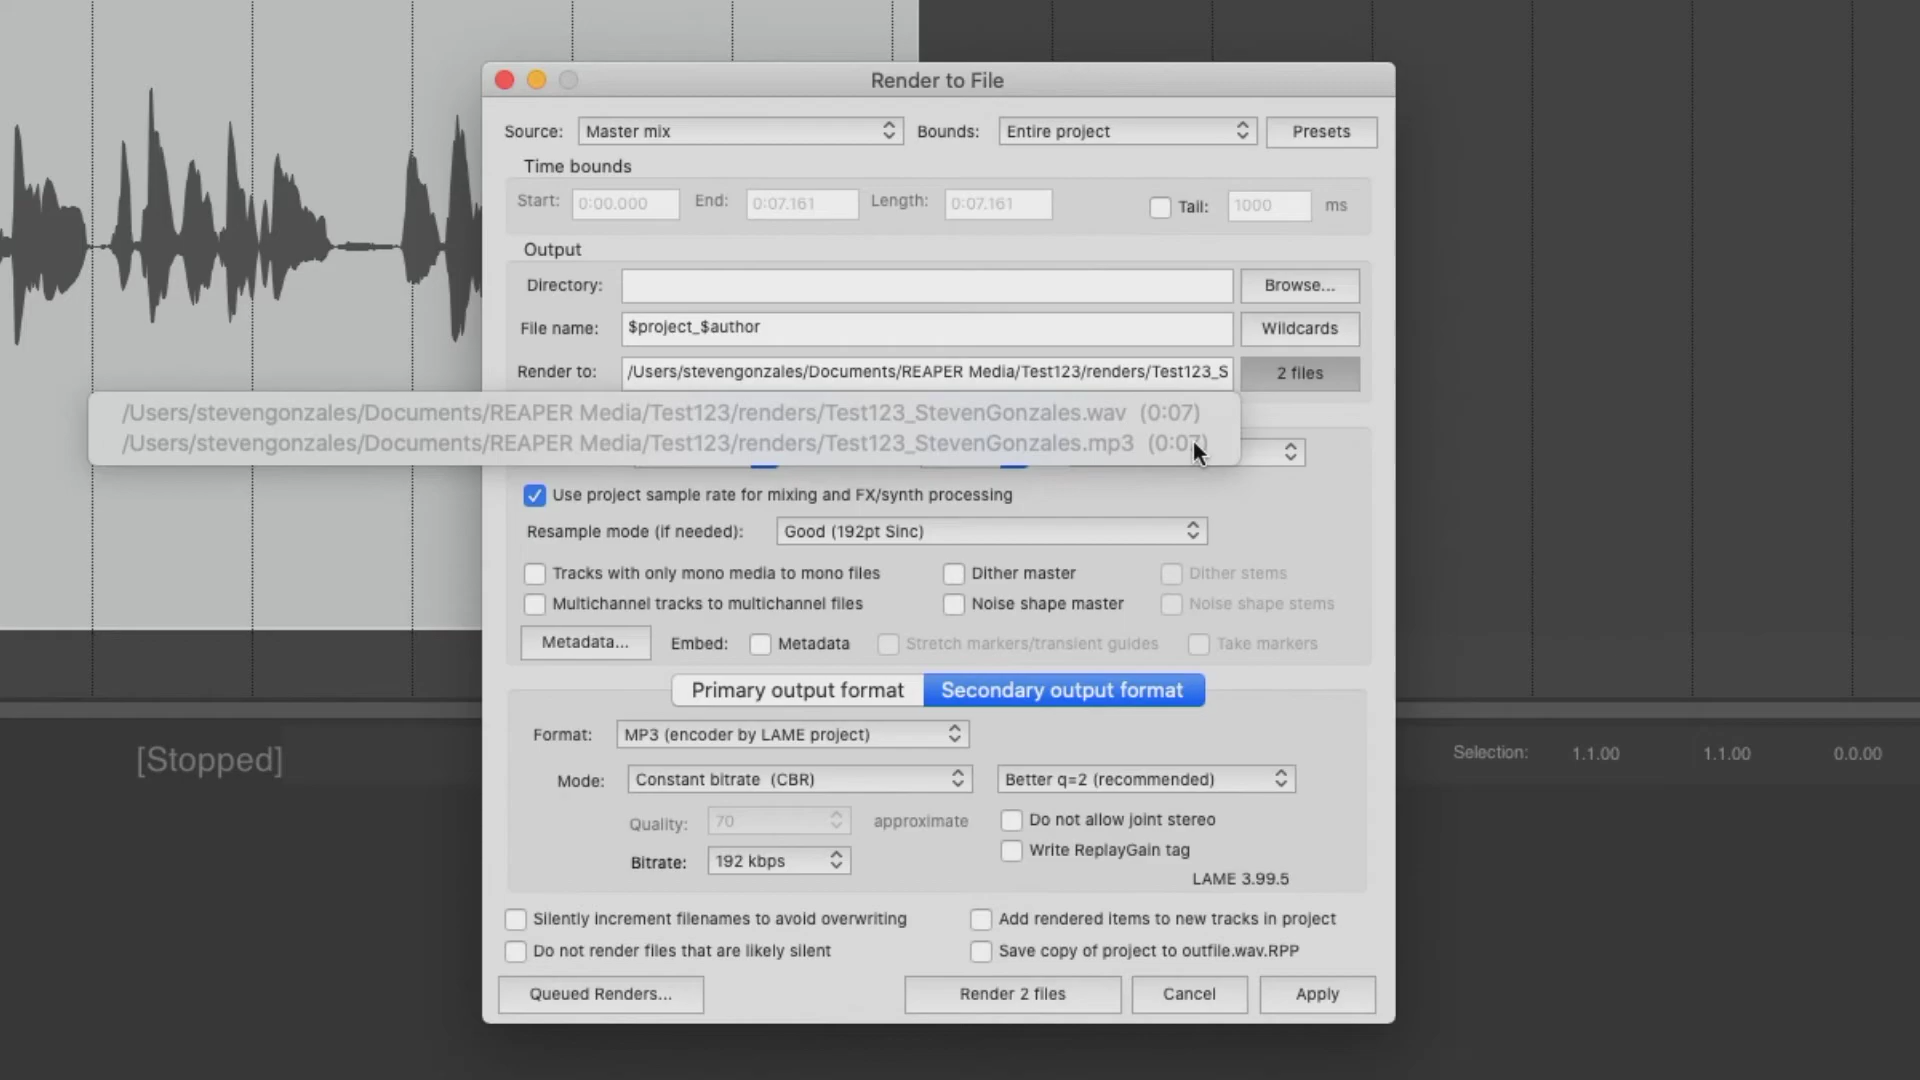 Render to File
Source: Master mix Bounds: Entire project Presets
Time bounds
Start: 0:00.000 End: 0:07.161 Length: 0:07.161 Tail: 1000 ms
Output
Directory: Browse...
File name: $project_$author Wildcards
Render to: /Users/stevengonzales/Documents/REAPER Media/Test123/renders/Test123_S 2 files
/Users/stevengonzales/Documents/REAPER Media/Test123/renders/Test123_StevenGonzales.wav (0:07)
/Users/stevengonzales/Documents/REAPER Media/Test123/renders/Test123_StevenGonzales.mp3 (0:07)
Use project sample rate for mixing and FX/synth processing
Resample mode (if needed): Good (192pt Sinc)
Tracks with only mono media to mono files Dither master Dither stems
Multichannel tracks to multichannel files Noise shape master Noise shape stems
Metadata... Embed: Metadata Stretch markers/transient guides Take markers
Primary output format Secondary output format
Format: MP3 (encoder by LAME project)
Mode: Constant bitrate (CBR) Better q=2 (recommended)
Quality: 70 approximate Do not allow joint stereo
Bitrate: 192 kbps Write ReplayGain tag
LAME 3.99.5
Silently increment filenames to avoid overwriting Add rendered items to new tracks in project
Do not render files that are likely silent Save copy of project to outfile.wav.RPP
Queued Renders... Render 2 files Cancel Apply
[Stopped]
Selection: 1.1.00 1.1.00 0.0.00